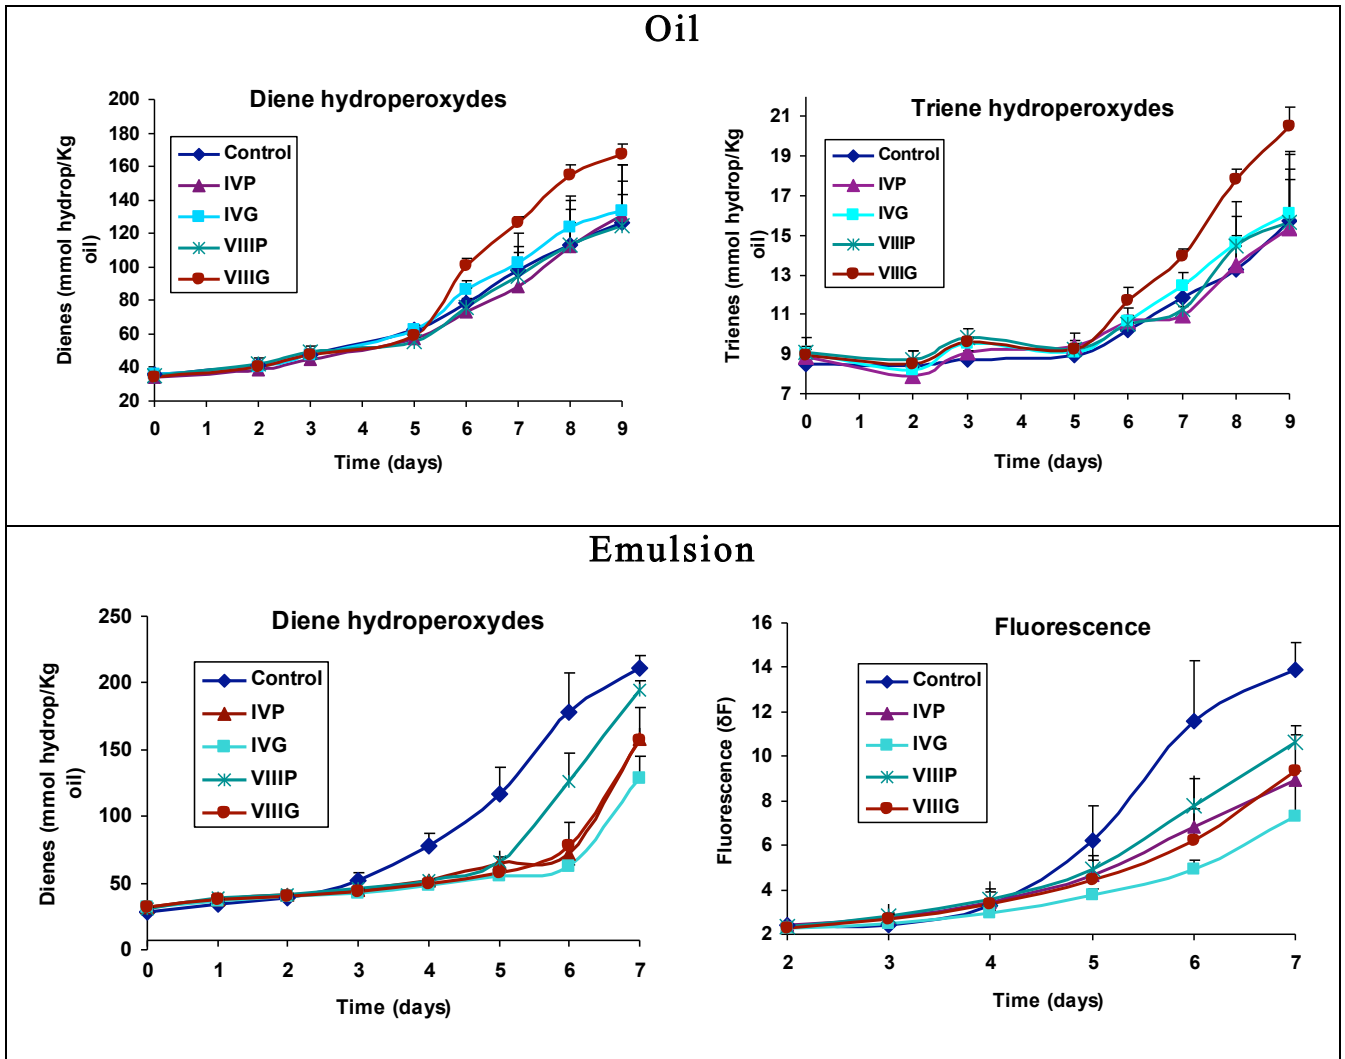 Oil
Diene hydroperoxydes
Dienes (mmol hydrop/Kg
oil)
200
180
160
140
120
100
80
60
40
20
Control
IVP
IVG
VIIIP
VIIIG
0 1 2 3 4 5 6 7 8 9
Time (days)
Triene hydroperoxydes
Trienes (mmol hydrop/Kg
oil)
21
19
17
15
13
11
9
7
Control
IVP
IVG
VIIIP
VIIIG
0 1 2 3 4 5 6 7 8 9
Time (days)
Emulsion
Diene hydroperoxydes
Dienes (mmol hydrop/Kg
oil)
250
200
150
100
50
0
Control
IVP
IVG
VIIIP
VIIIG
0 1 2 3 4 5 6 7
Time (days)
Fluorescence
Fluorescence (δF)
16
14
12
10
8
6
4
2
Control
IVP
IVG
VIIIP
VIIIG
2 3 4 5 6 7
Time (days)